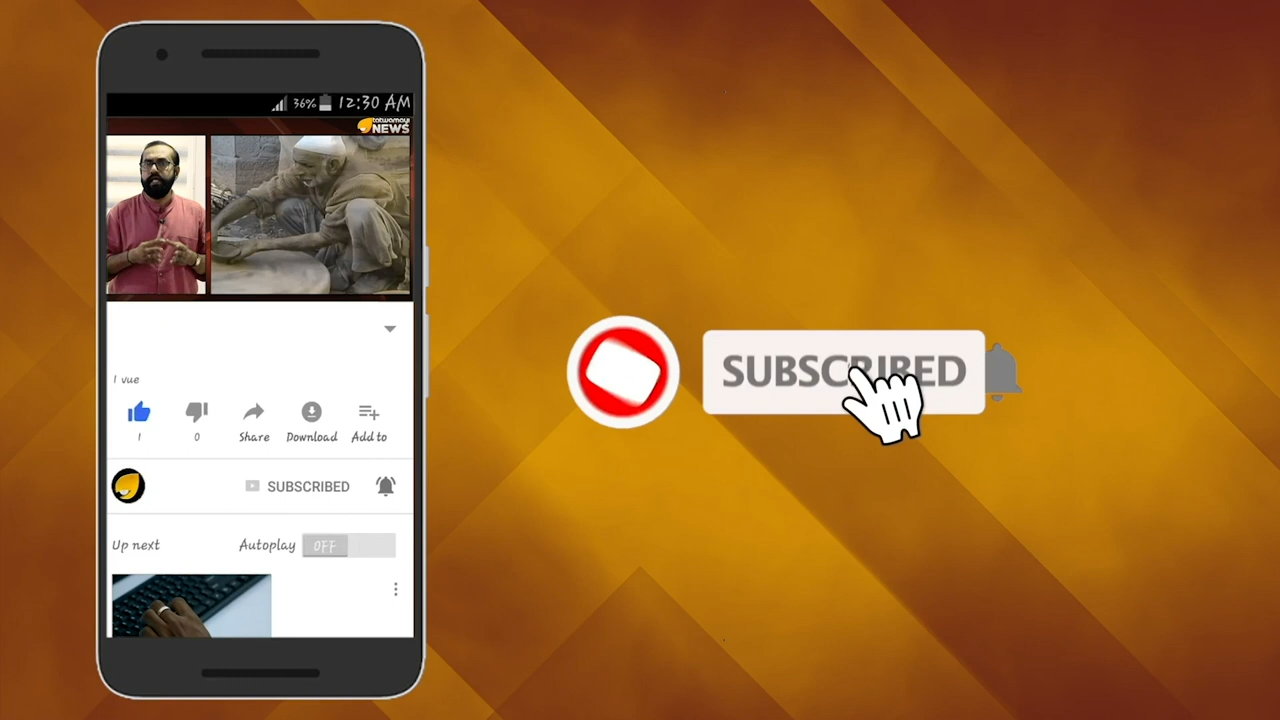 36% 12:30 AM
tatwamayi
NEWS
1 vue
1
0
Share
Download
Add to
SUBSCRIBED
Up next
Autoplay
OFF
SUBSCRIBED